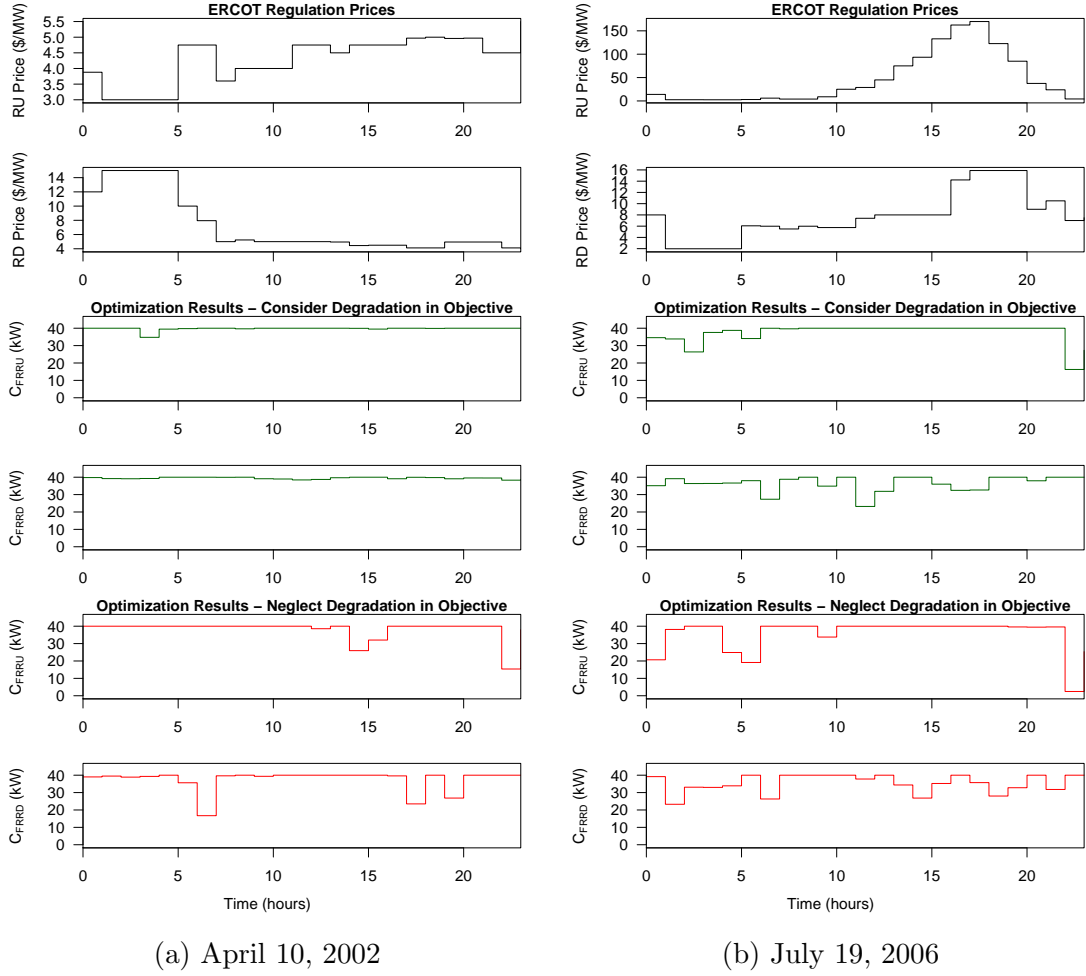 ERCOT Regulation Prices
RU Price ($/MW)
5.5
5.0
4.5
4.0
3.5
3.0
0 5 10 15 20
RD Price ($/MW)
14
12
10
8
6
4
0 5 10 15 20
Optimization Results − Consider Degradation in Objective
C_FRRU (kW)
40
30
20
10
0
0 5 10 15 20
C_FRRD (kW)
40
30
20
10
0
0 5 10 15 20
Optimization Results − Neglect Degradation in Objective
C_FRRU (kW)
40
30
20
10
0
0 5 10 15 20
C_FRRD (kW)
40
30
20
10
0
0 5 10 15 20
Time (hours)
(a) April 10, 2002
ERCOT Regulation Prices
RU Price ($/MW)
150
100
50
0
0 5 10 15 20
RD Price ($/MW)
16
14
12
10
8
6
4
2
0 5 10 15 20
Optimization Results − Consider Degradation in Objective
C_FRRU (kW)
40
30
20
10
0
0 5 10 15 20
C_FRRD (kW)
40
30
20
10
0
0 5 10 15 20
Optimization Results − Neglect Degradation in Objective
C_FRRU (kW)
40
30
20
10
0
0 5 10 15 20
C_FRRD (kW)
40
30
20
10
0
0 5 10 15 20
Time (hours)
(b) July 19, 2006